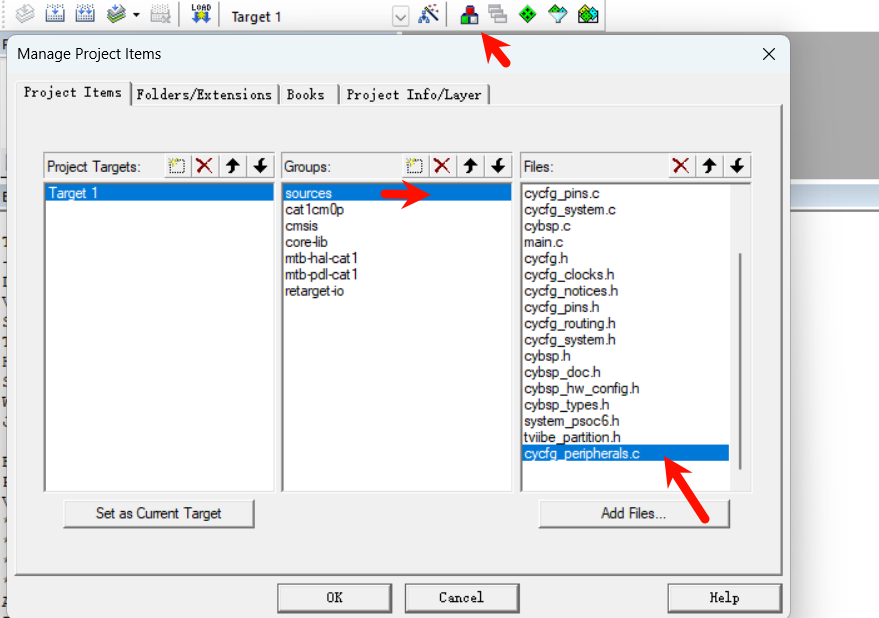 LOAD
Target 1
Manage Project Items
Project Items
Folders/Extensions
Books
Project Info/Layer
Project Targets:
Groups:
Files:
Target 1
sources
cat1cm0p
cmsis
core-lib
mtb-hal-cat1
mtb-pdl-cat1
retarget-io
cycfg_pins.c
cycfg_system.c
cybsp.c
main.c
cycfg.h
cycfg_clocks.h
cycfg_notices.h
cycfg_pins.h
cycfg_routing.h
cycfg_system.h
cybsp.h
cybsp_doc.h
cybsp_hw_config.h
cybsp_types.h
system_psoc6.h
tviibe_partition.h
cycfg_peripherals.c
Set as Current Target
Add Files...
OK
Cancel
Help